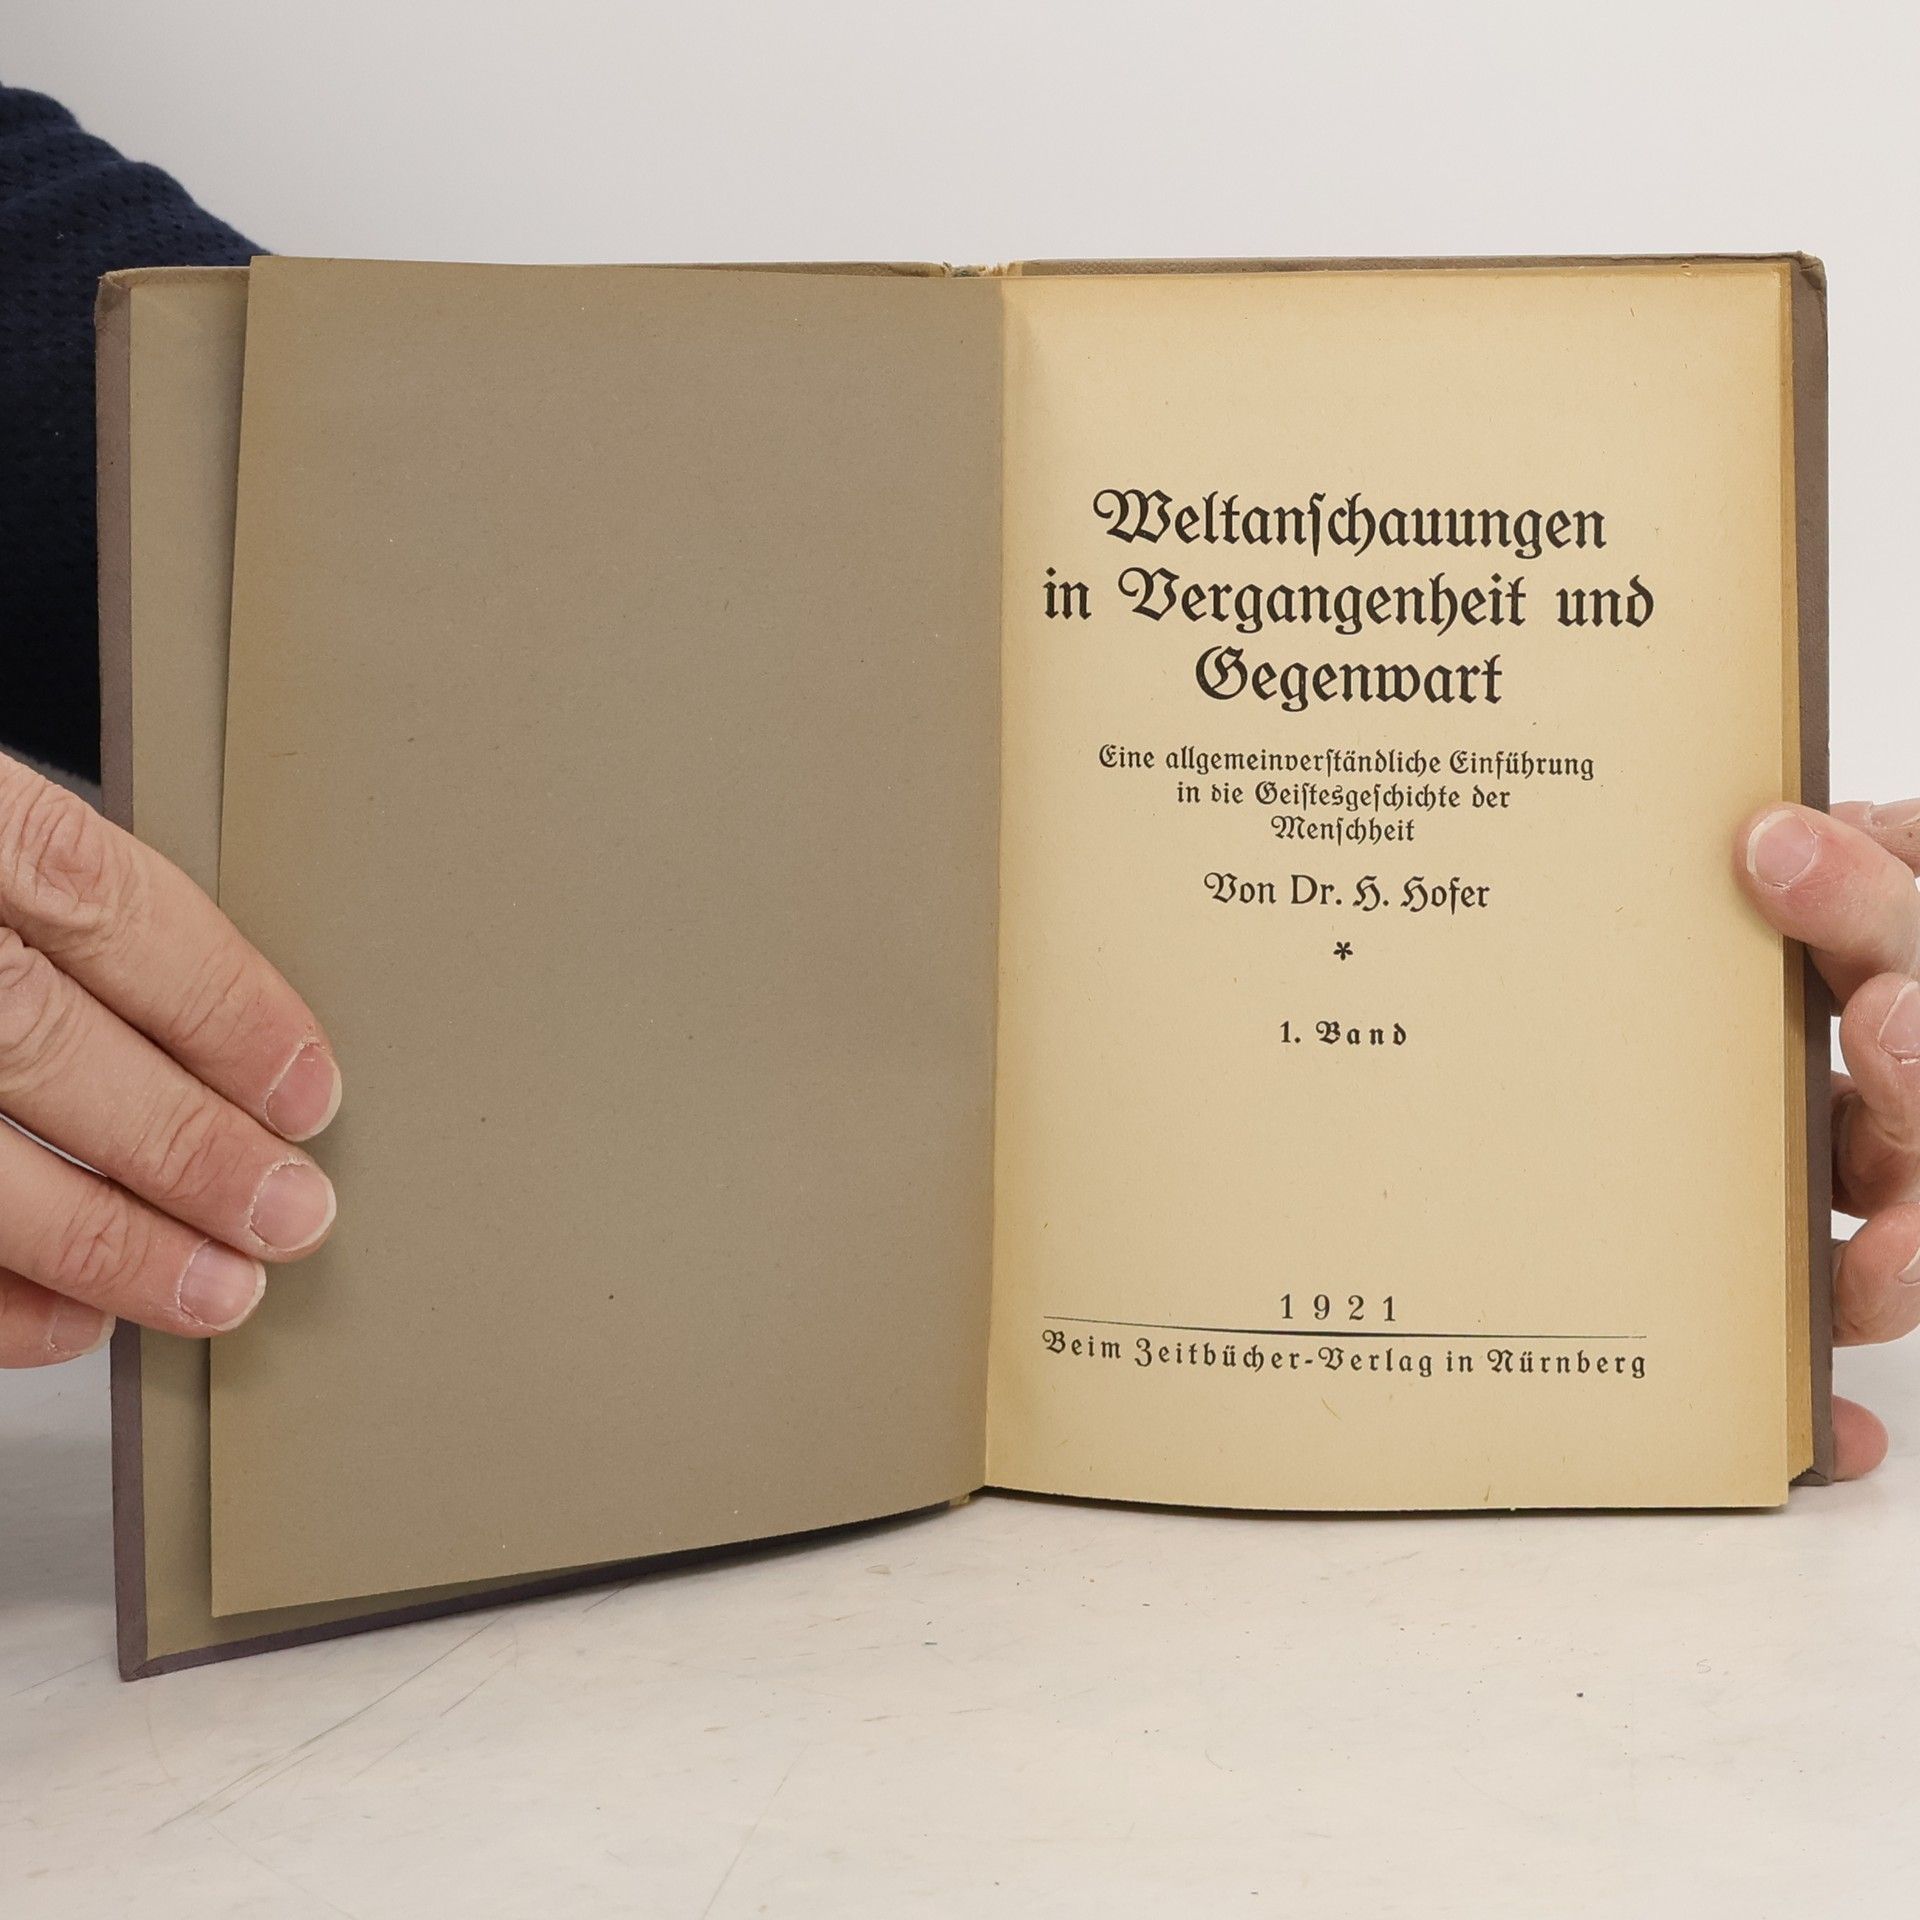 Weltanſchauungen
in Vergangenheit und
Gegenwart
Eine allgemeinverſtändliche Einführung
in die Geiſtesgeſchichte der
Menſchheit
Von Dr. H. Hofer
*
1. Band
1921
Beim Zeitbücher-Verlag in Nürnberg